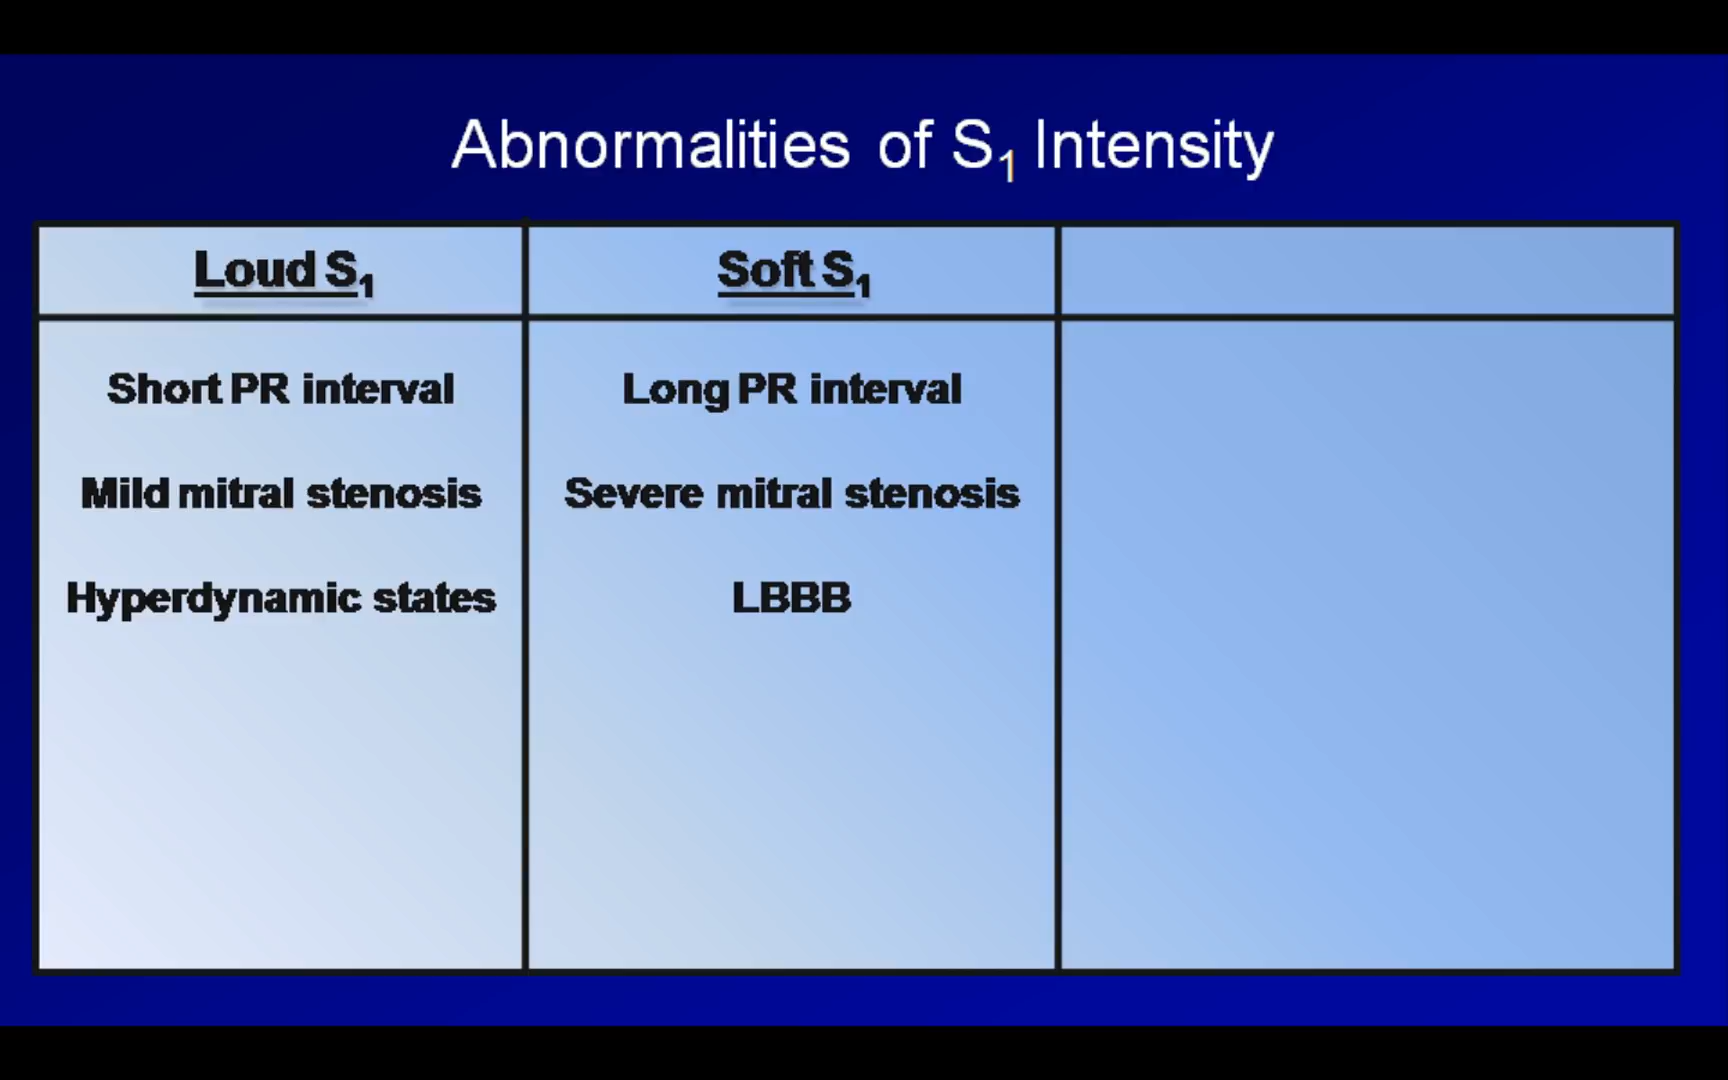 Abnormalities of S₁ Intensity
Loud S₁
Soft S₁
Short PR interval
Long PR interval
Mild mitral stenosis
Severe mitral stenosis
Hyperdynamic states
LBBB